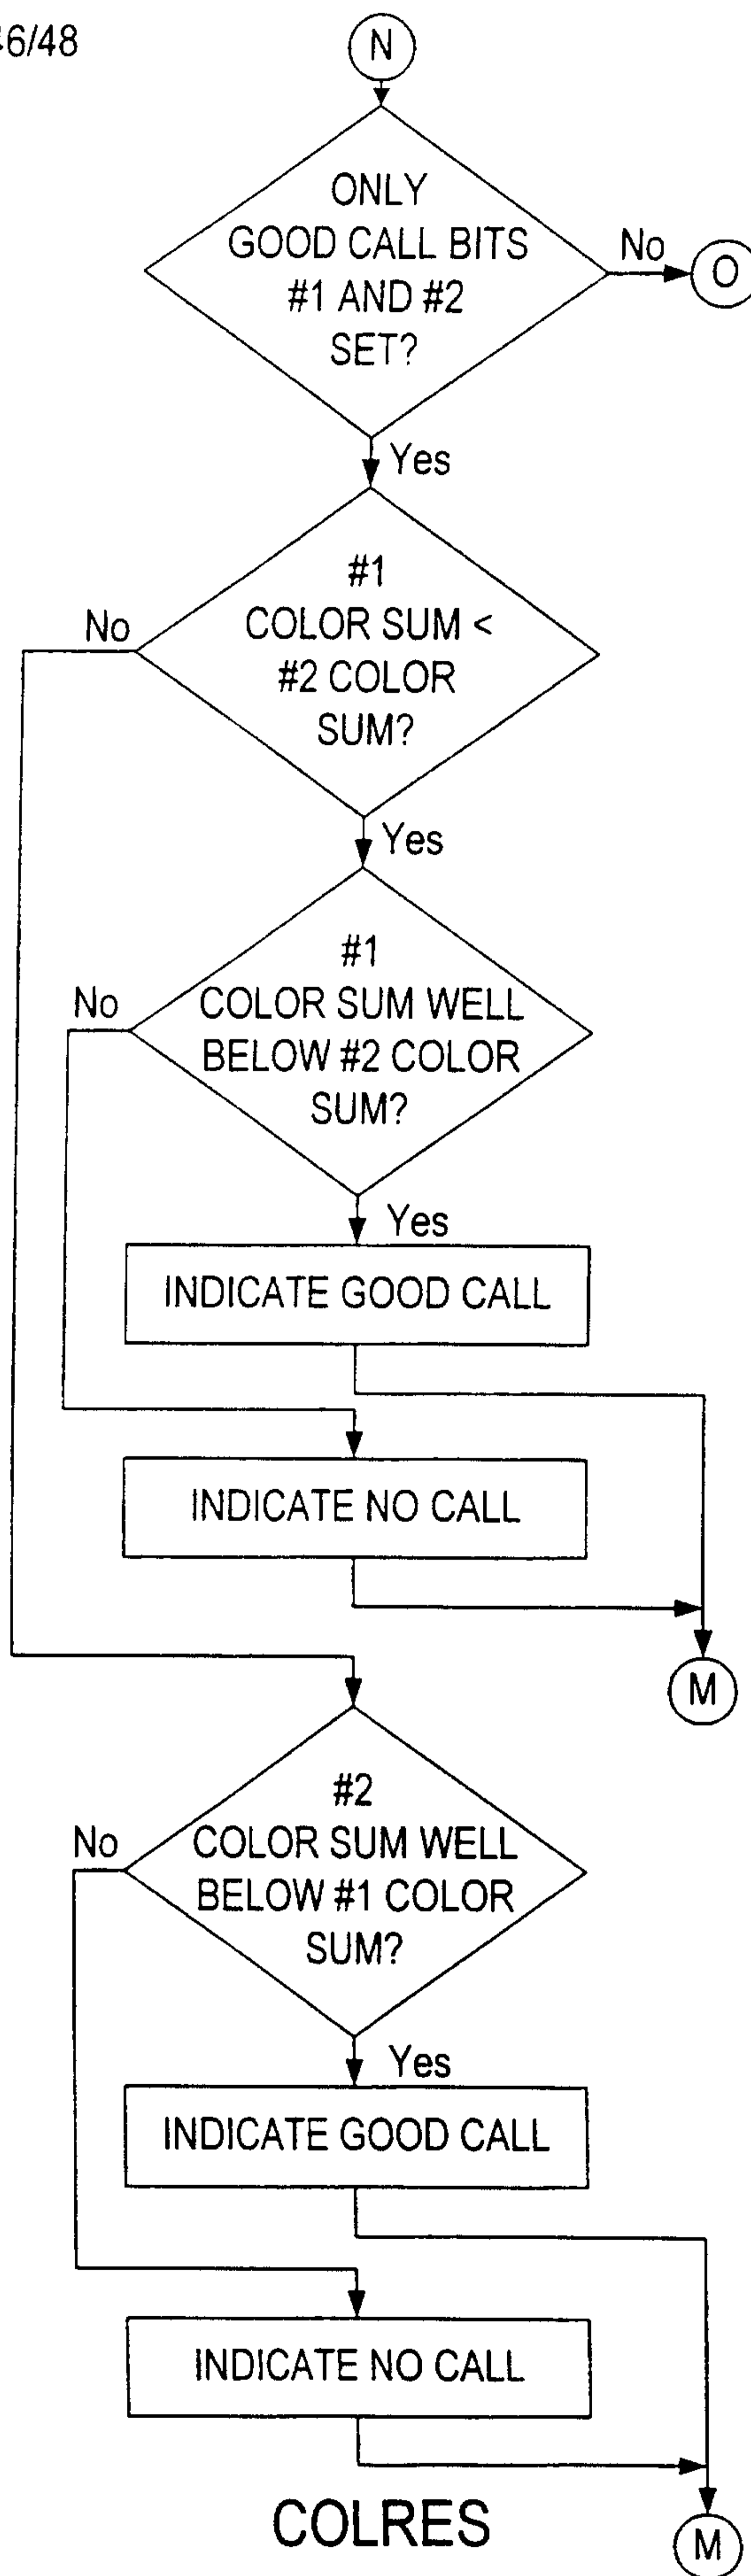 6/48
N
ONLY
GOOD CALL BITS
#1 AND #2
SET?
No
O
Yes
#1
COLOR SUM <
#2 COLOR
SUM?
No
Yes
#1
COLOR SUM WELL
BELOW #2 COLOR
SUM?
No
Yes
INDICATE GOOD CALL
INDICATE NO CALL
M
#2
COLOR SUM WELL
BELOW #1 COLOR
SUM?
No
Yes
INDICATE GOOD CALL
INDICATE NO CALL
COLRES
M